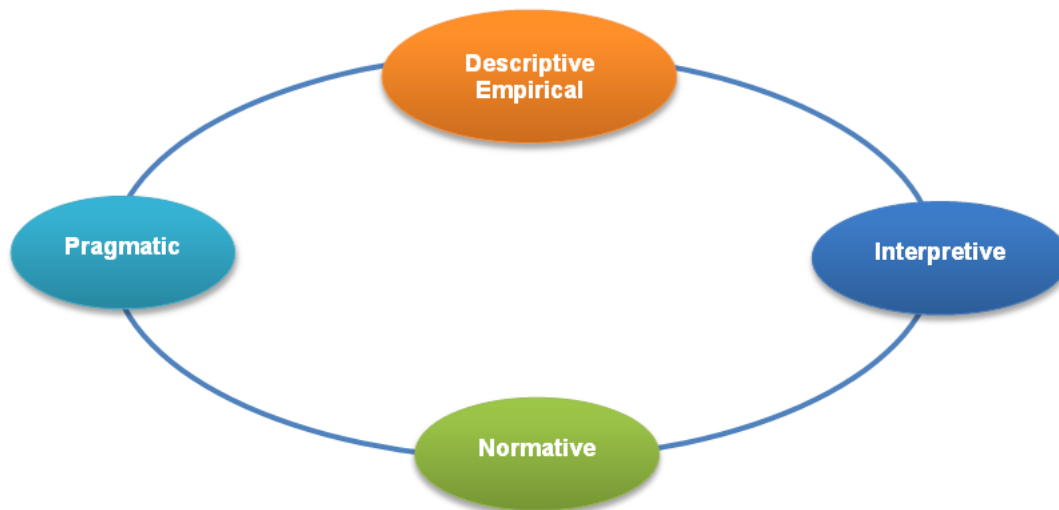 Descriptive
Empirical
Pragmatic
Interpretive
Normative